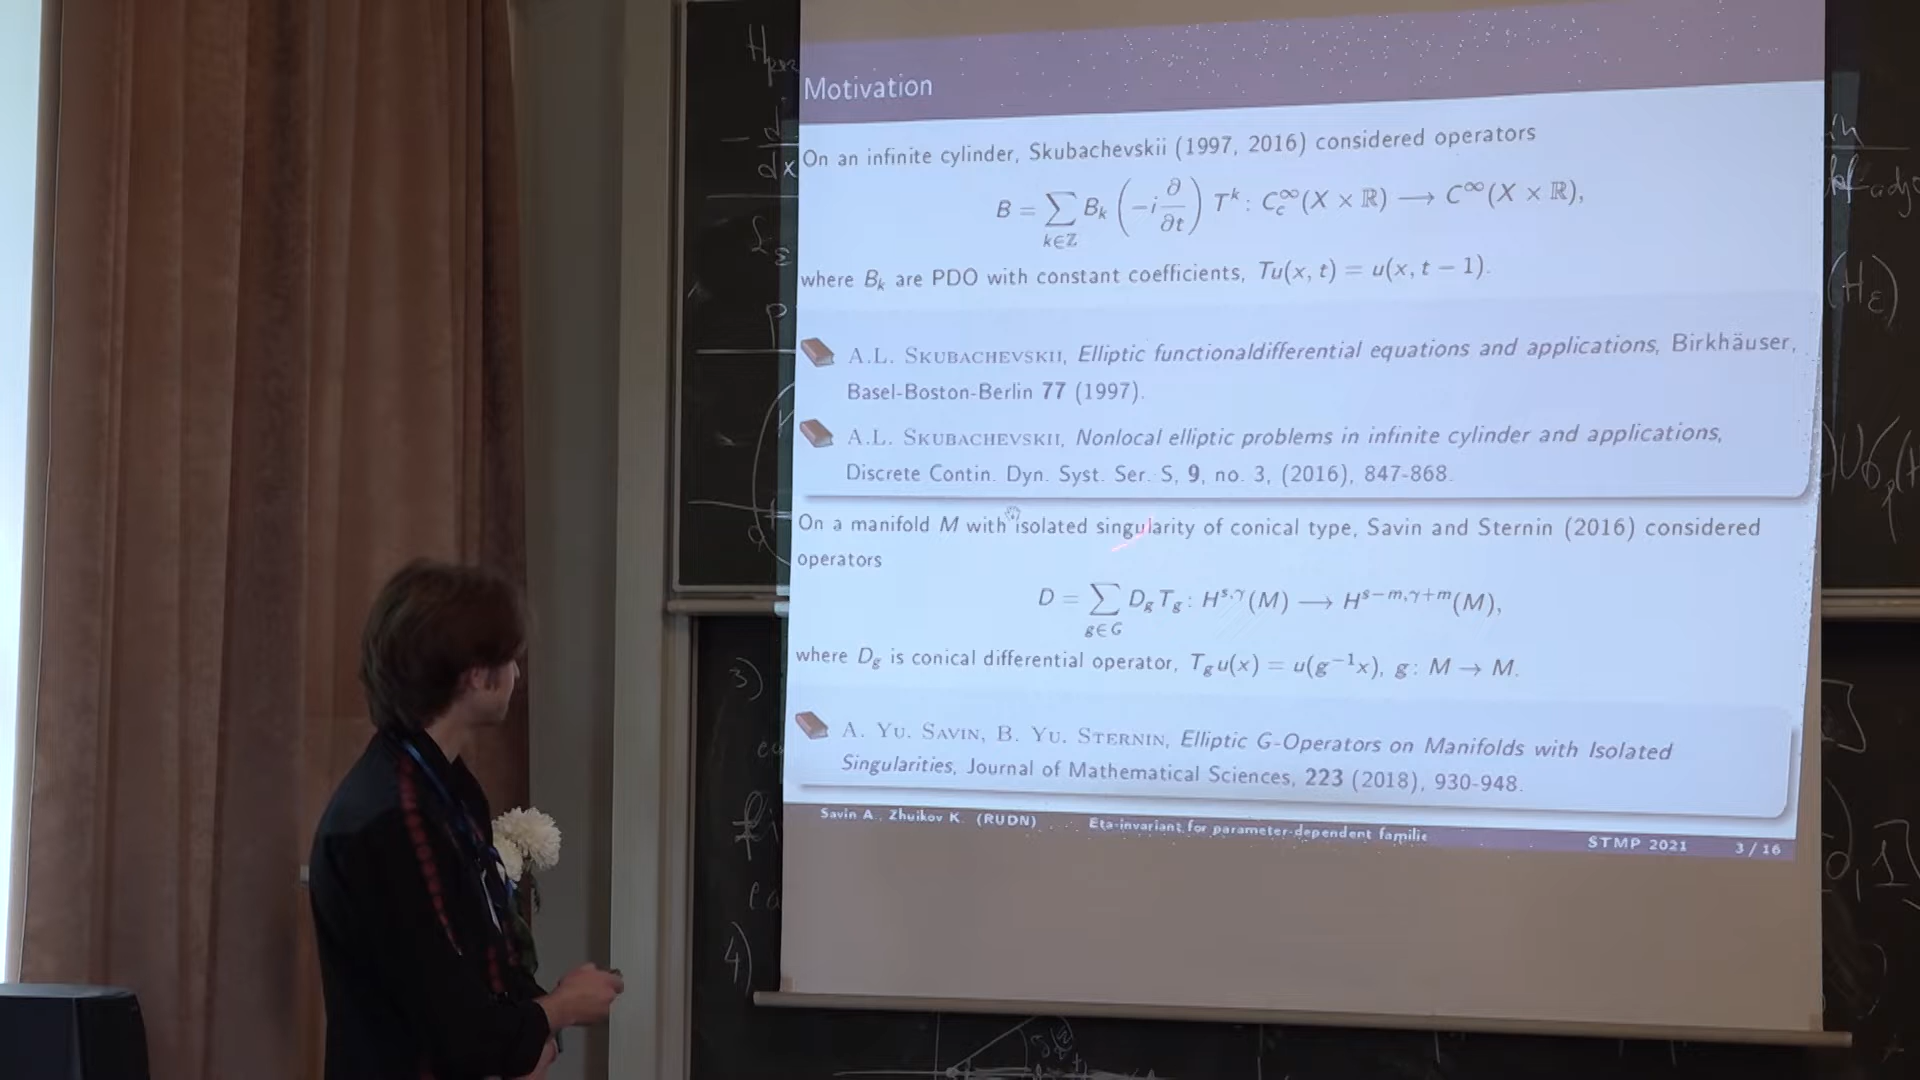 Motivation
On an infinite cylinder, Skubachevskii (1997, 2016) considered operators
B = ∑_{k∈ℤ} B_k (−i ∂/∂t) T^k : C_c^∞(X × ℝ) ⟶ C^∞(X × ℝ),
where B_k are PDO with constant coefficients, Tu(x, t) = u(x, t − 1).
A.L. Skubachevskii, Elliptic functionaldifferential equations and applications, Birkhäuser,
Basel-Boston-Berlin 77 (1997).
A.L. Skubachevskii, Nonlocal elliptic problems in infinite cylinder and applications,
Discrete Contin. Dyn. Syst. Ser. S, 9, no. 3, (2016), 847-868.
On a manifold M with isolated singularity of conical type, Savin and Sternin (2016) considered
operators
D = ∑_{g∈G} D_g T_g : H^{s,γ}(M) ⟶ H^{s−m,γ+m}(M),
where D_g is conical differential operator, T_g u(x) = u(g^{−1}x), g: M → M.
A. Yu. Savin, B. Yu. Sternin, Elliptic G-Operators on Manifolds with Isolated
Singularities, Journal of Mathematical Sciences, 223 (2018), 930-948.
Savin A., Zhuikov K. (RUDN) Eta-invariant for parameter-dependent familie STMP 2021 3 / 16
3)
4)